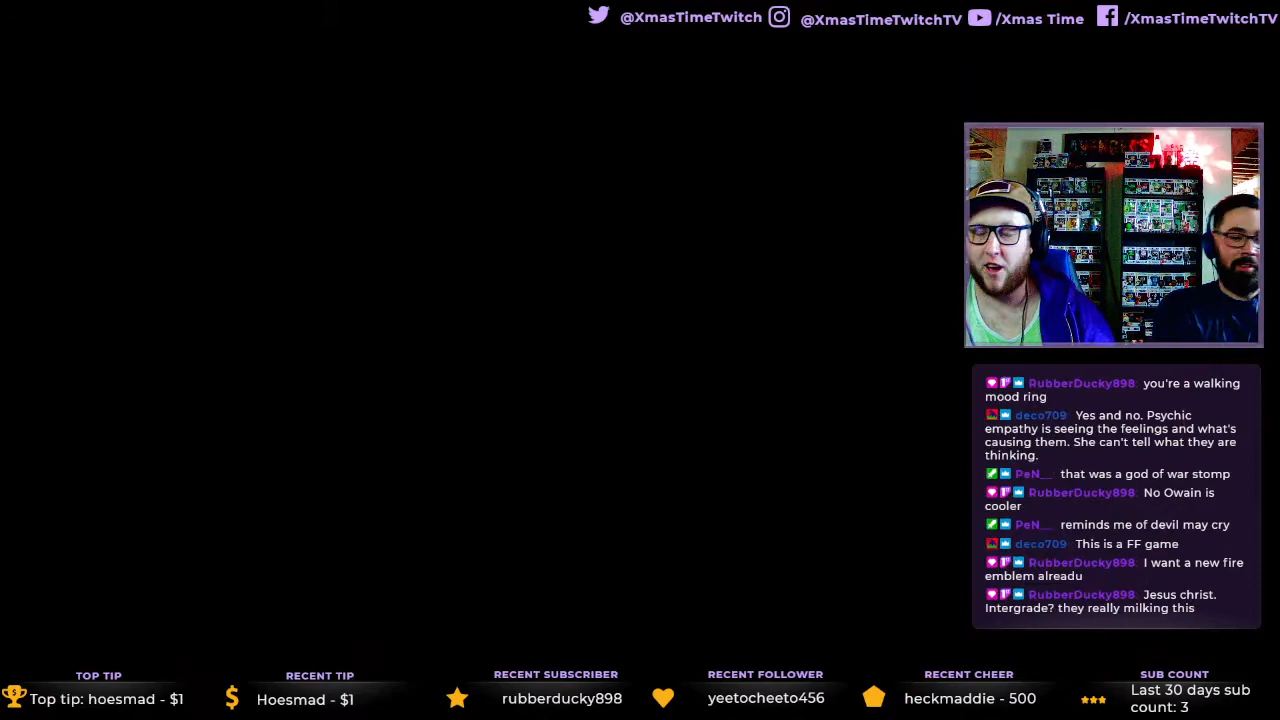 @XmasTimeTwitch @XmasTimeTwitchTV /Xmas Time /XmasTimeTwitchTV
RubberDucky898: you're a walking
mood ring
deco709: Yes and no. Psychic
empathy is seeing the feelings and what's
causing them. She can't tell what they are
thinking.
PeN__: that was a god of war stomp
RubberDucky898: No Owain is
cooler
PeN__: reminds me of devil may cry
deco709: This is a FF game
RubberDucky898: I want a new fire
emblem alreadu
RubberDucky898: Jesus christ.
Intergrade? they really milking this
TOP TIP
Top tip: hoesmad - $1
RECENT TIP
Hoesmad - $1
RECENT SUBSCRIBER
rubberducky898
RECENT FOLLOWER
yeetocheeto456
RECENT CHEER
heckmaddie - 500
SUB COUNT
Last 30 days sub
count: 3